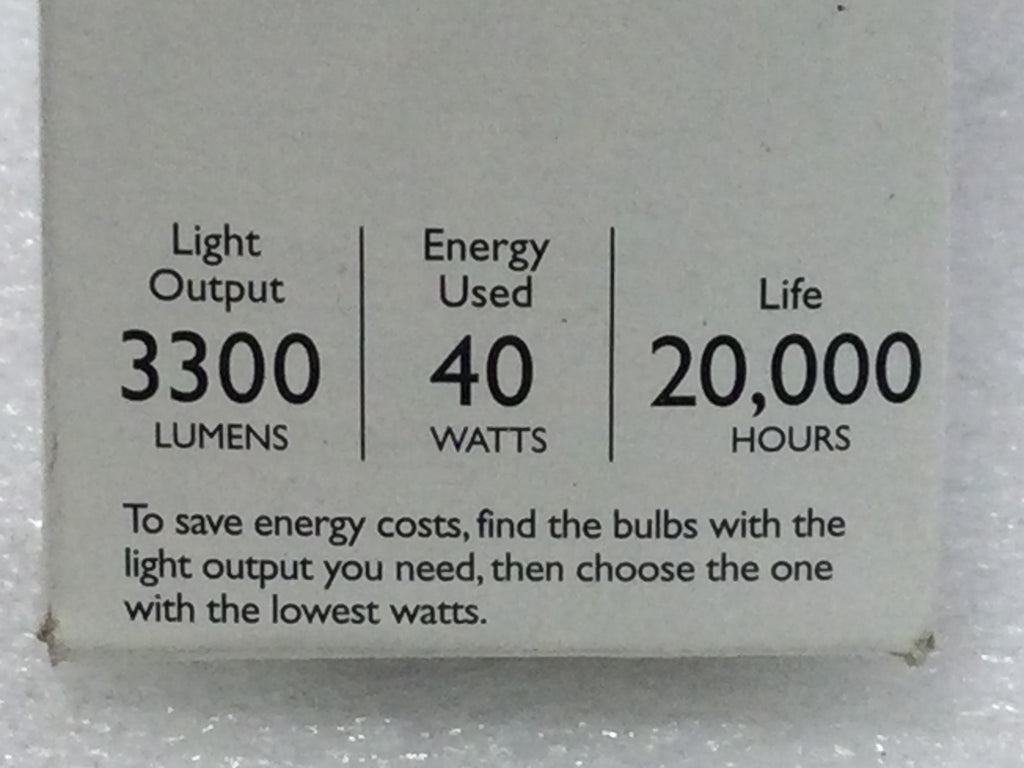 Light
Output
3300
LUMENS
Energy
Used
40
WATTS
Life
20,000
HOURS
To save energy costs, find the bulbs with the
light output you need, then choose the one
with the lowest watts.